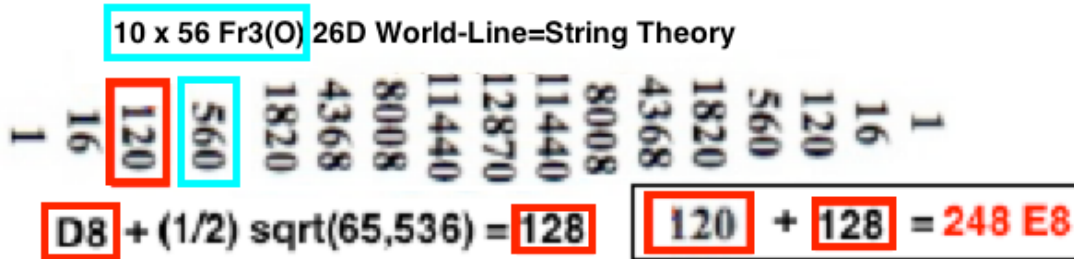 10 x 56 Fr3(O) 26D World-Line=String Theory
1 16 120 560 1820 4368 8008 11440 12870 11440 8008 4368 1820 560 120 16 1
D8 + (1/2) sqrt(65,536) = 128 120 + 128 = 248 E8